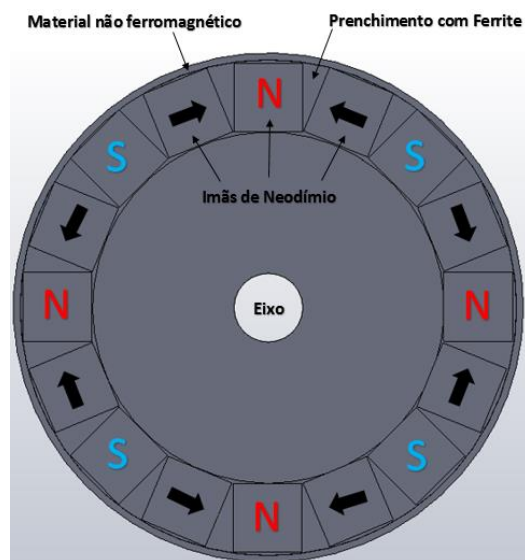 Material não ferromagnético
Prenchimento com Ferrite
N
S
S
Imãs de Neodímio
N
Eixo
N
S
S
N